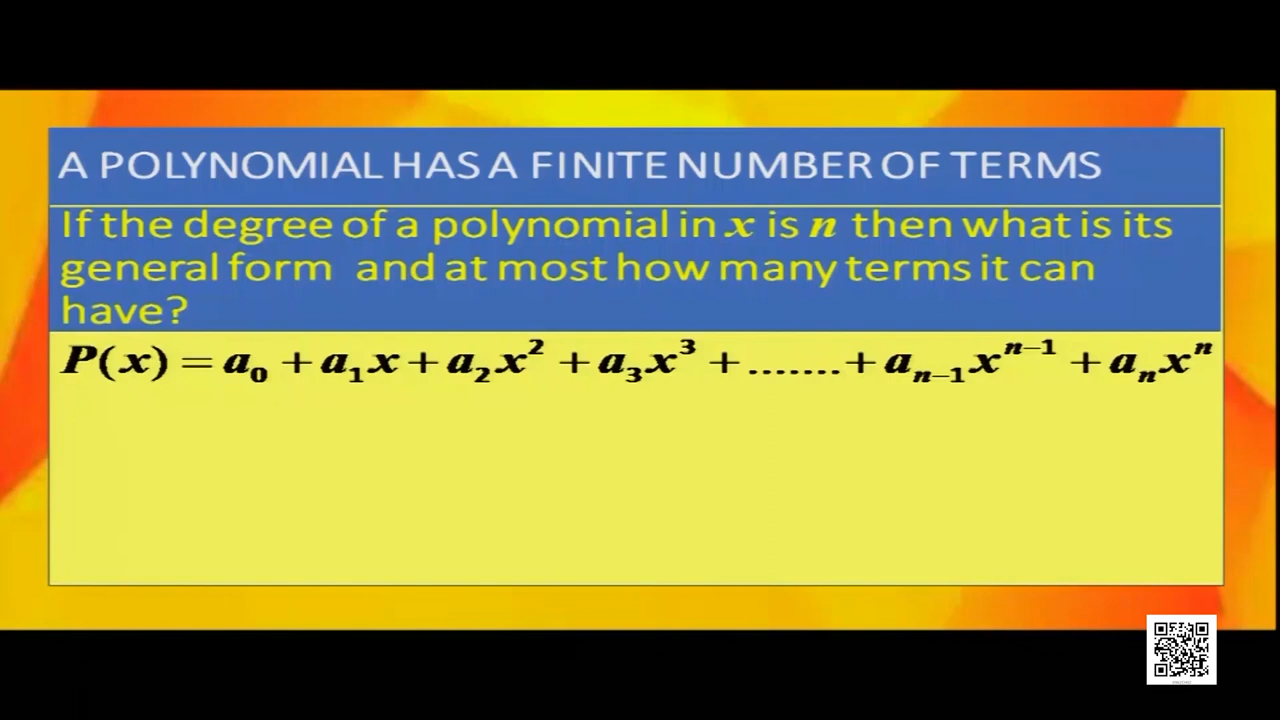 A POLYNOMIAL HAS A FINITE NUMBER OF TERMS
If the degree of a polynomial in x is n then what is its
general form and at most how many terms it can
have?
P(x) = a₀ + a₁x + a₂x² + a₃x³ + ....... + aₙ₋₁xⁿ⁻¹ + aₙxⁿ